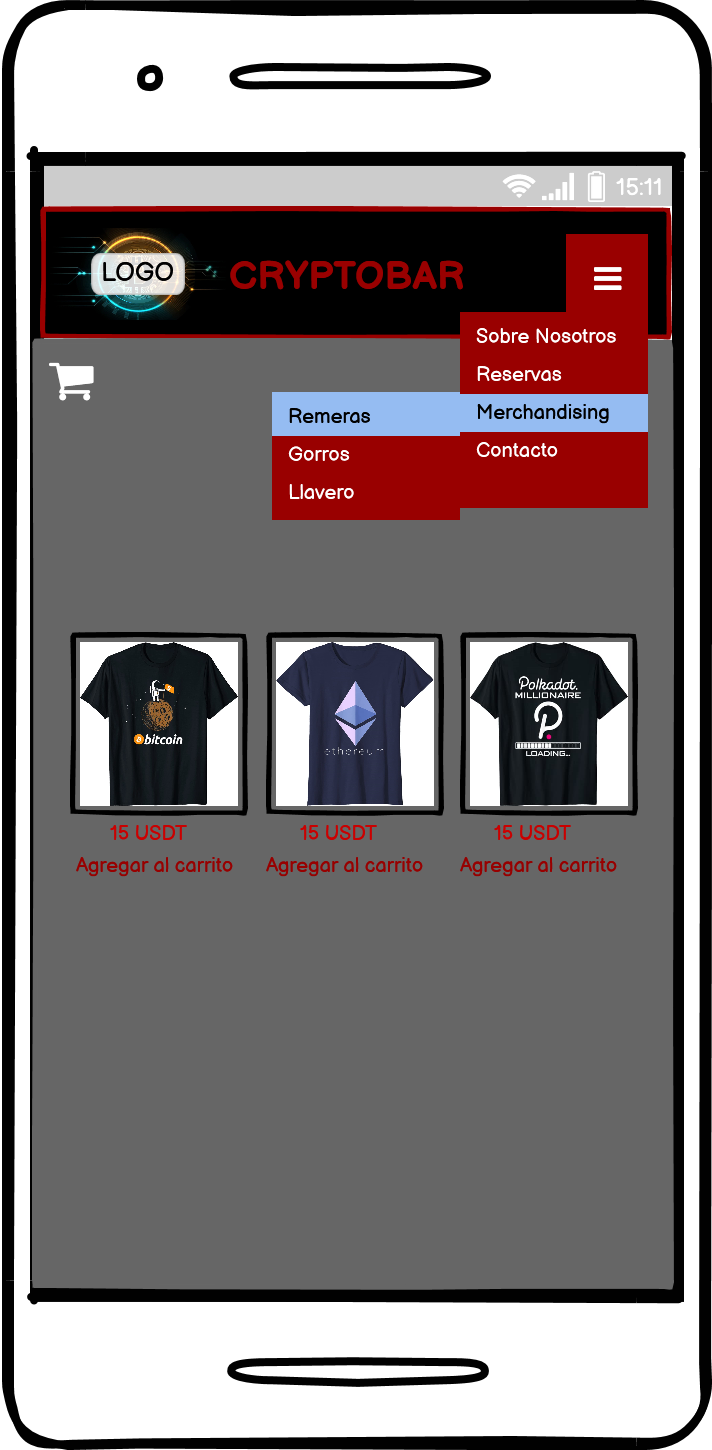 15:11
LOGO
CRYPTOBAR
Sobre Nosotros
Reservas
Merchandising
Contacto
Remeras
Gorros
Llavero
bitcoin
ethereum
Polkadot.
MILLIONAIRE
LOADING...
15 USDT
15 USDT
15 USDT
Agregar al carrito
Agregar al carrito
Agregar al carrito